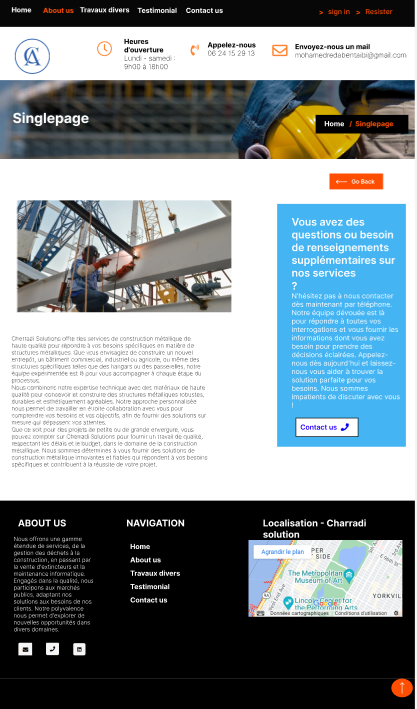 Home About us Travaux divers Testimonial Contact us > sign in > Resister
CA
Heures
d'ouverture
Lundi - samedi :
9h00 à 18h00
Appelez-nous
06 24 15 29 13
Envoyez-nous un mail
mohamedredabentaibi@gmail.com
Singlepage
Home / Singlepage
Go Back
Cherradi Solutions offre des services de construction métallique de
haute qualité pour répondre à vos besoins spécifiques en matière de
structures métalliques. Que vous envisagiez de construire un nouvel
entrepôt, un bâtiment commercial, industriel ou agricole, ou même des
structures spécifiques telles que des hangars ou des passerelles, notre
équipe expérimentée est là pour vous accompagner à chaque étape du
processus.
Nous combinons notre expertise technique avec des matériaux de haute
qualité pour concevoir et construire des structures métalliques robustes,
durables et esthétiquement agréables. Notre approche personnalisée
nous permet de travailler en étroite collaboration avec vous pour
comprendre vos besoins et vos objectifs, afin de fournir des solutions sur
mesure qui dépassent vos attentes.
Que ce soit pour des projets de petite ou de grande envergure, vous
pouvez compter sur Cherradi Solutions pour fournir un travail de qualité,
respectant les délais et le budget, dans le domaine de la construction
métallique. Nous sommes déterminés à vous fournir des solutions de
construction métallique innovantes et fiables qui répondent à vos besoins
spécifiques et contribuent à la réussite de votre projet.
Vous avez des
questions ou besoin
de renseignements
supplémentaires sur
nos services
?
N'hésitez pas à nous contacter
dès maintenant par téléphone.
Notre équipe dévouée est là
pour répondre à toutes vos
interrogations et vous fournir les
informations dont vous avez
besoin pour prendre des
décisions éclairées. Appelez-
nous dès aujourd'hui et laissez-
nous vous aider à trouver la
solution parfaite pour vos
besoins. Nous sommes
impatients de discuter avec vous
!
Contact us
ABOUT US
Nous offrons une gamme
étendue de services, de la
gestion des déchets à la
construction, en passant par
la vente d'extincteurs et la
maintenance informatique.
Engagés dans la qualité, nous
participons aux marchés
publics, adaptant nos
solutions aux besoins de nos
clients. Notre polyvalence
nous permet d'explorer de
nouvelles opportunités dans
divers domaines.
NAVIGATION
Home
About us
Travaux divers
Testimonial
Contact us
Localisation - Charradi
solution
Agrandir le plan
PER
SIDE
The Metropolitan
Museum of Art
YORKVIL
Lincoln Center for
the Performing Arts
Données cartographiques Conditions d'utilisation